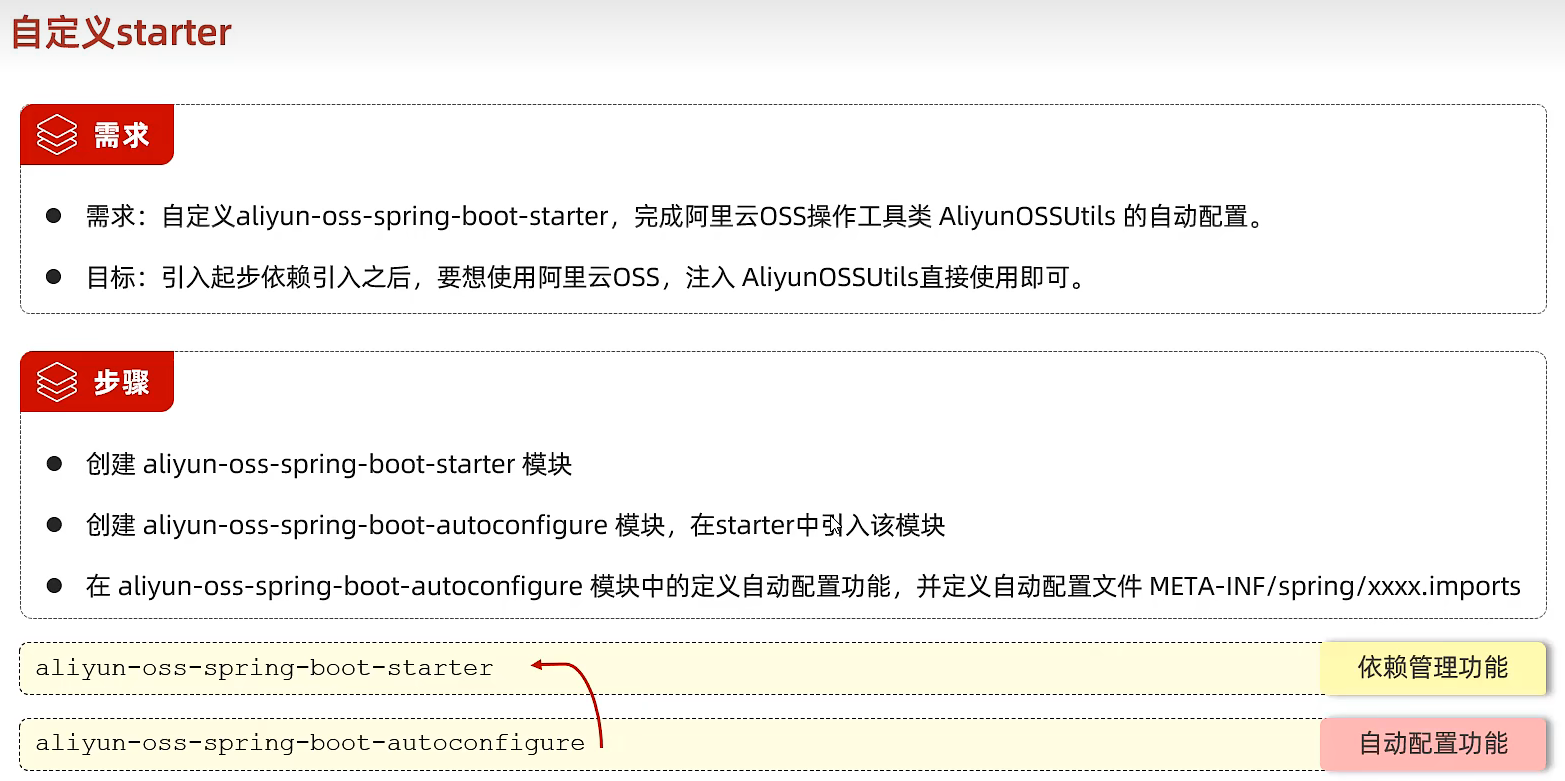 自定义starter
需求
需求：自定义aliyun-oss-spring-boot-starter，完成阿里云OSS操作工具类 AliyunOSSUtils 的自动配置。
目标：引入起步依赖引入之后，要想使用阿里云OSS，注入 AliyunOSSUtils直接使用即可。
步骤
创建 aliyun-oss-spring-boot-starter 模块
创建 aliyun-oss-spring-boot-autoconfigure 模块，在starter中引入该模块
在 aliyun-oss-spring-boot-autoconfigure 模块中的定义自动配置功能，并定义自动配置文件 META-INF/spring/xxxx.imports
aliyun-oss-spring-boot-starter 依赖管理功能
aliyun-oss-spring-boot-autoconfigure 自动配置功能